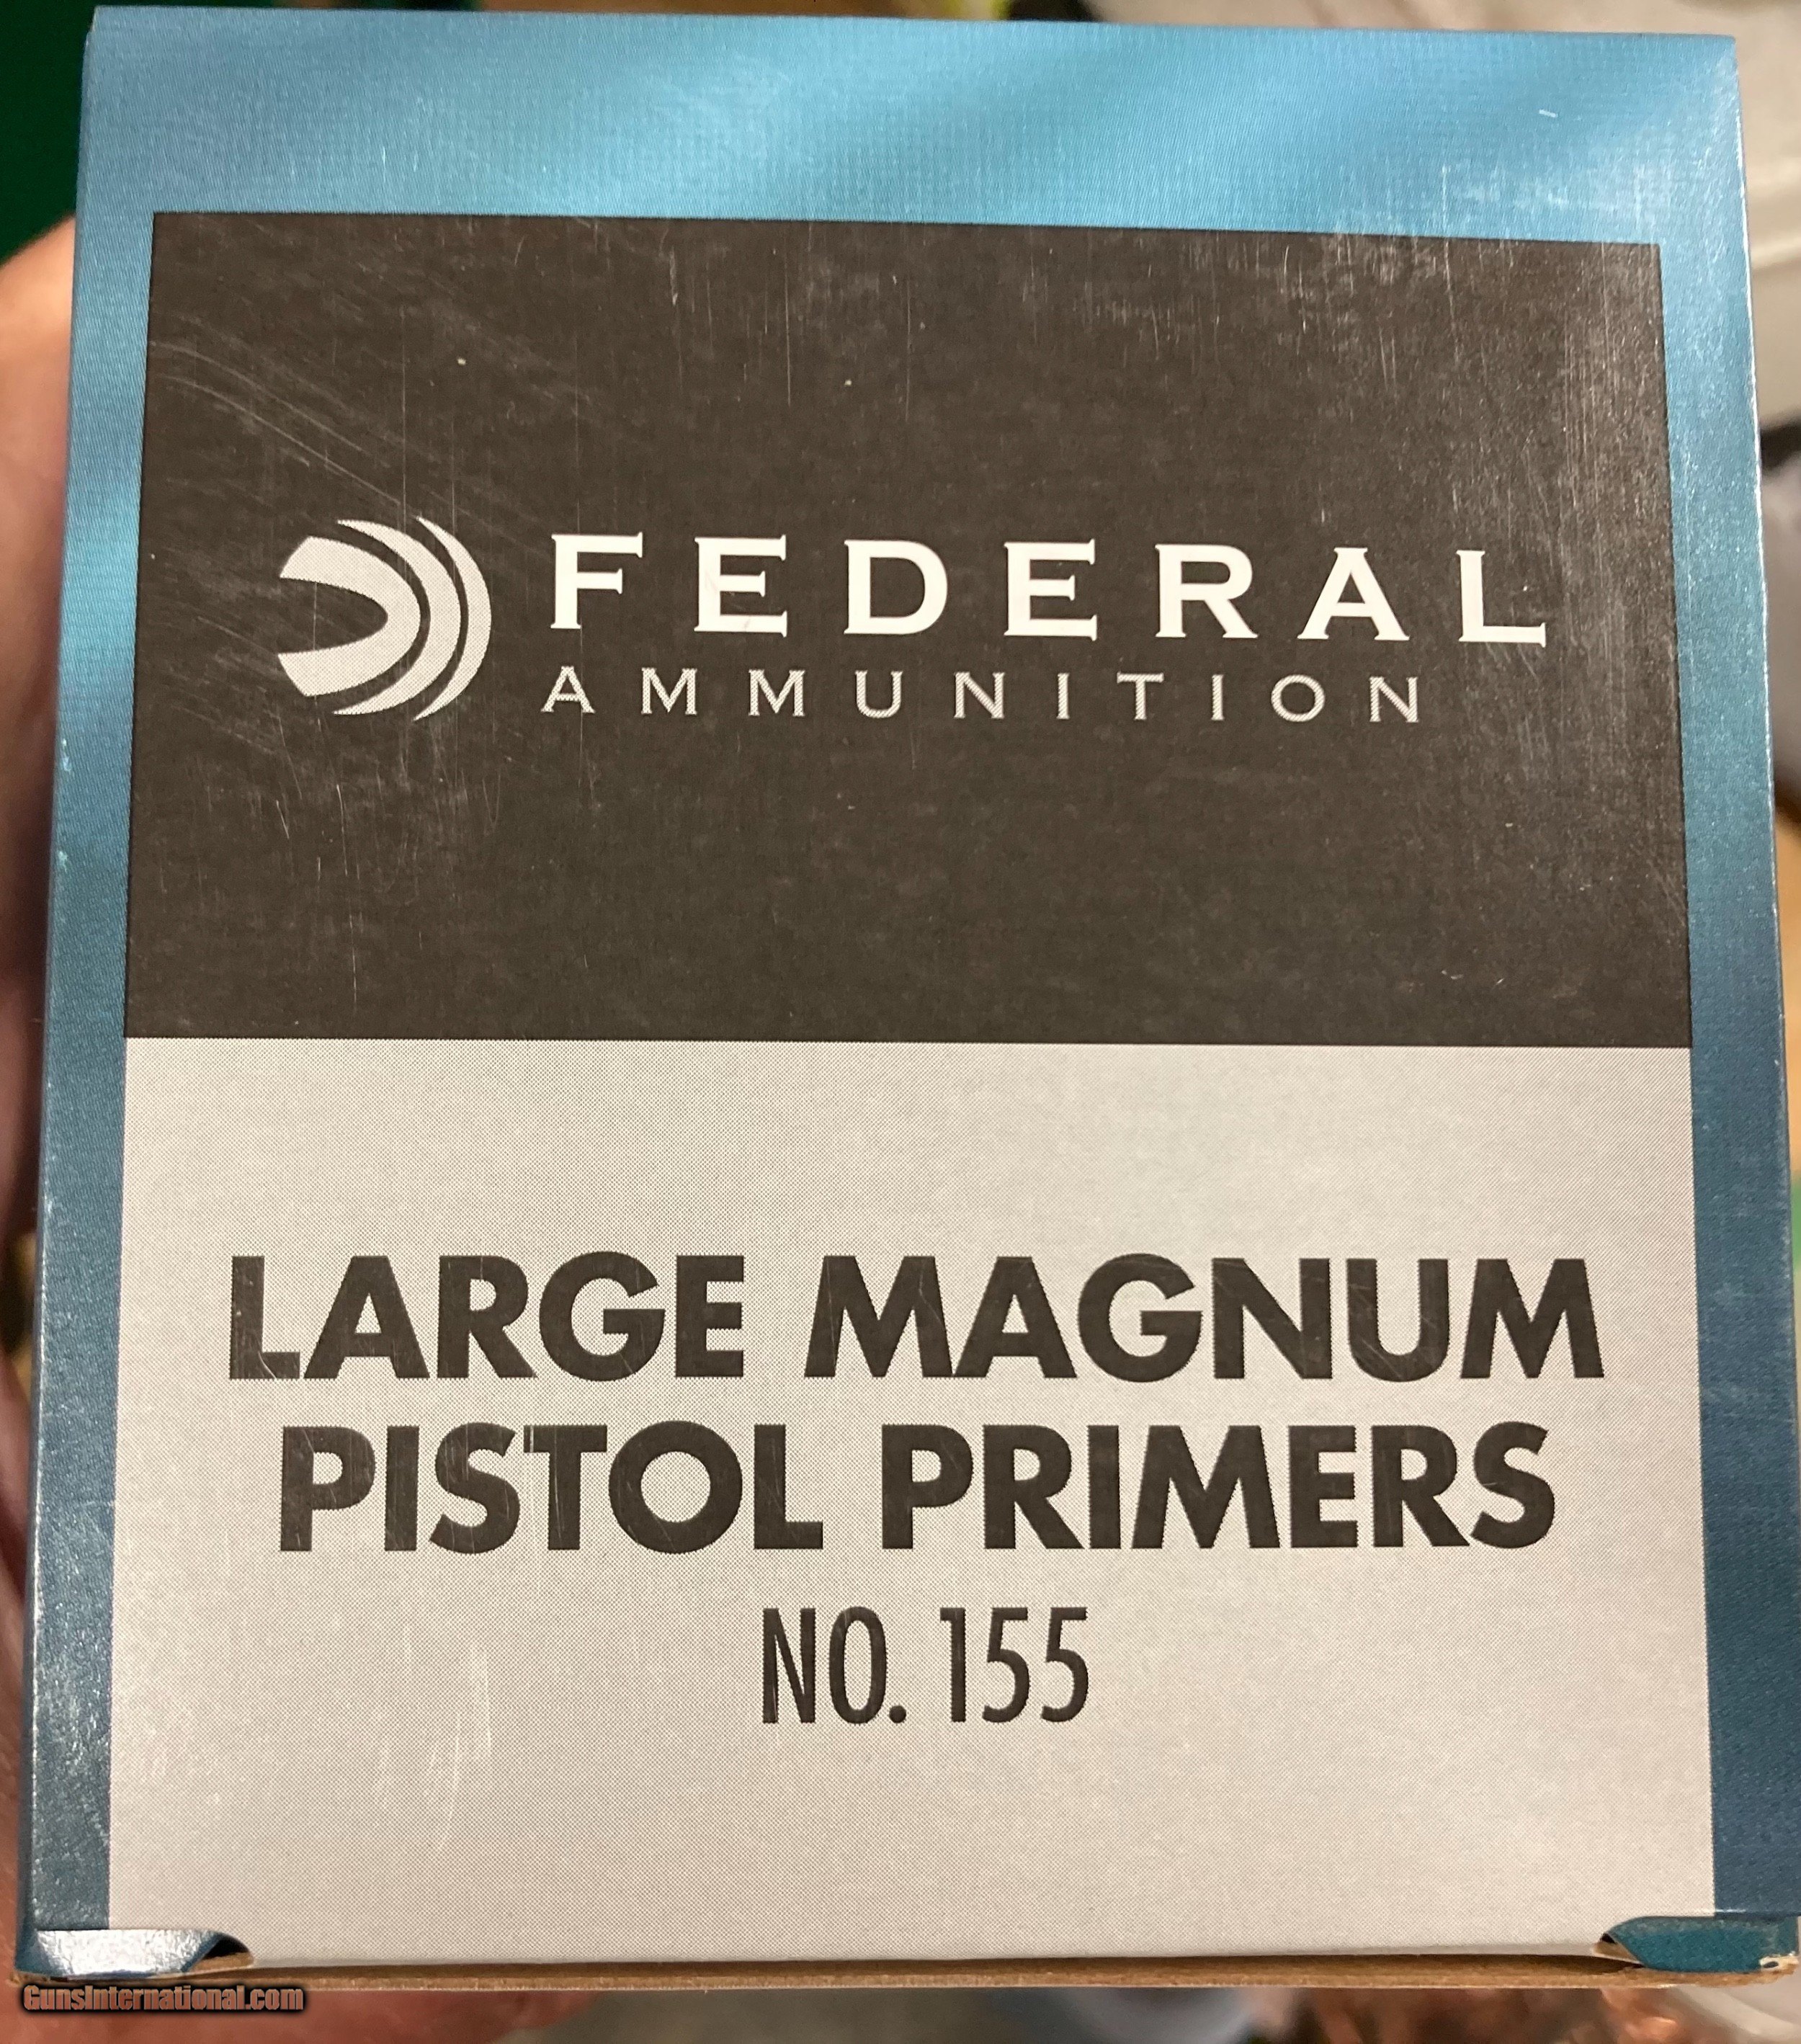 FEDERAL
AMMUNITION
LARGE MAGNUM
PISTOL PRIMERS
NO. 155
GunsInternational.com